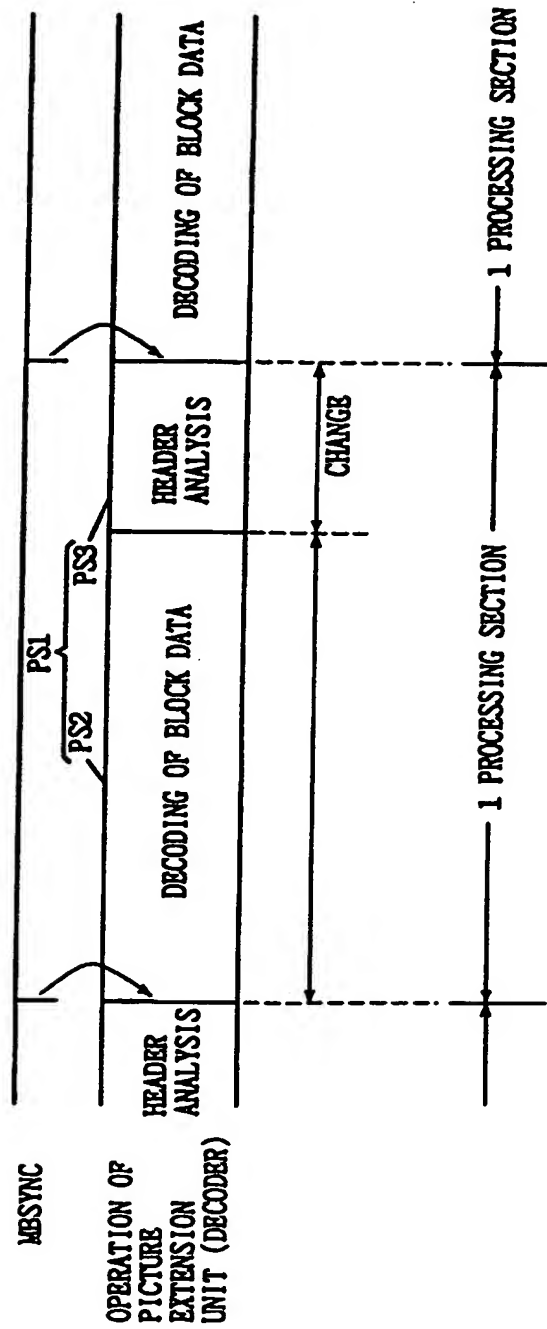 MBSYNC
PS1
PS2
PS3
OPERATION OF
PICTURE
EXTENSION
UNIT (DECODER)
HEADER
ANALYSIS
DECODING OF BLOCK DATA
HEADER
ANALYSIS
DECODING OF BLOCK DATA
CHANGE
1 PROCESSING SECTION
1 PROCESSING SECTION